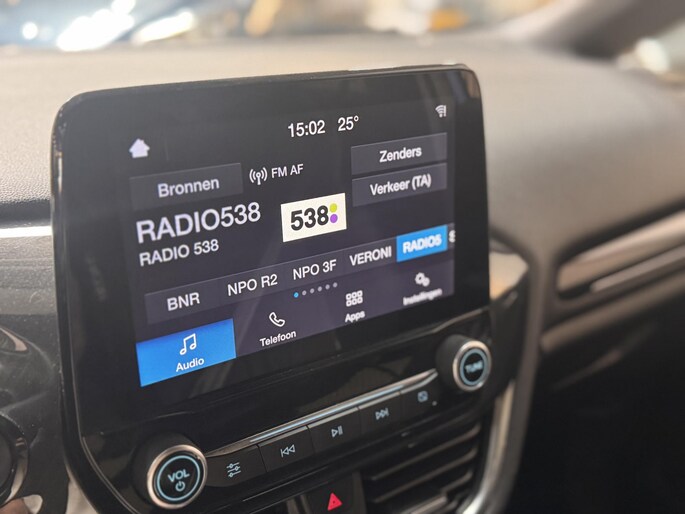 15:02 25°
Bronnen
FM AF
Zenders
Verkeer (TA)
RADIO538
RADIO 538
538
BNR
NPO R2
NPO 3F
VERONI
RADIO5
S
Audio
Telefoon
Apps
Instellingen
VOL
TUNE